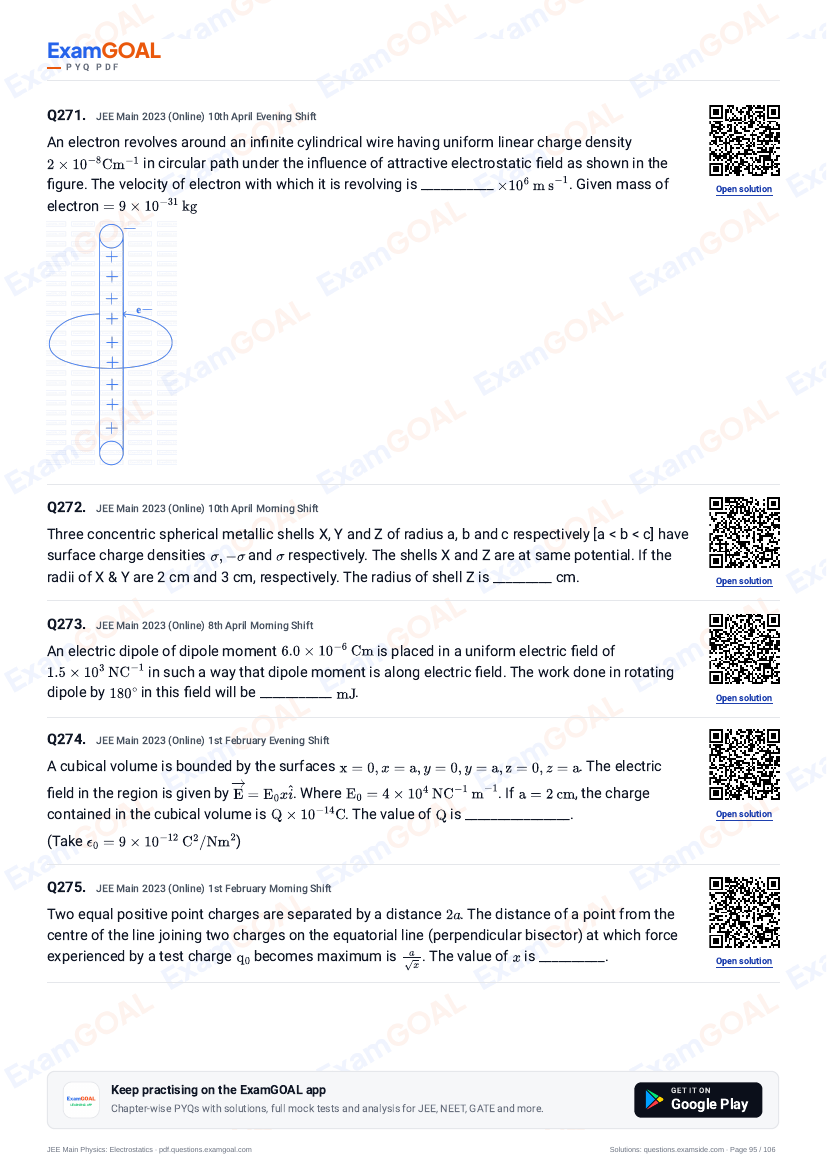 ExamGOAL
PYQ PDF
Q271. JEE Main 2023 (Online) 10th April Evening Shift
An electron revolves around an infinite cylindrical wire having uniform linear charge density
2 × 10⁻⁸Cm⁻¹ in circular path under the influence of attractive electrostatic field as shown in the
figure. The velocity of electron with which it is revolving is _________ ×10⁶ m s⁻¹. Given mass of
electron = 9 × 10⁻³¹ kg
Open solution
e—
Q272. JEE Main 2023 (Online) 10th April Morning Shift
Three concentric spherical metallic shells X, Y and Z of radius a, b and c respectively [a < b < c] have
surface charge densities σ, −σ and σ respectively. The shells X and Z are at same potential. If the
radii of X & Y are 2 cm and 3 cm, respectively. The radius of shell Z is ________ cm.
Open solution
Q273. JEE Main 2023 (Online) 8th April Morning Shift
An electric dipole of dipole moment 6.0 × 10⁻⁶ Cm is placed in a uniform electric field of
1.5 × 10³ NC⁻¹ in such a way that dipole moment is along electric field. The work done in rotating
dipole by 180° in this field will be _________ mJ.
Open solution
Q274. JEE Main 2023 (Online) 1st February Evening Shift
A cubical volume is bounded by the surfaces x = 0, x = a, y = 0, y = a, z = 0, z = a. The electric
field in the region is given by E⃗ = E₀xî. Where E₀ = 4 × 10⁴ NC⁻¹ m⁻¹. If a = 2 cm, the charge
contained in the cubical volume is Q × 10⁻¹⁴C. The value of Q is ________________.
(Take ϵ₀ = 9 × 10⁻¹² C²/Nm²)
Open solution
Q275. JEE Main 2023 (Online) 1st February Morning Shift
Two equal positive point charges are separated by a distance 2a. The distance of a point from the
centre of the line joining two charges on the equatorial line (perpendicular bisector) at which force
experienced by a test charge q₀ becomes maximum is a/√x. The value of x is _________.
Open solution
Keep practising on the ExamGOAL app
Chapter-wise PYQs with solutions, full mock tests and analysis for JEE, NEET, GATE and more.
GET IT ON
Google Play
JEE Main Physics: Electrostatics · pdf.questions.examgoal.com
Solutions: questions.examside.com · Page 95 / 106